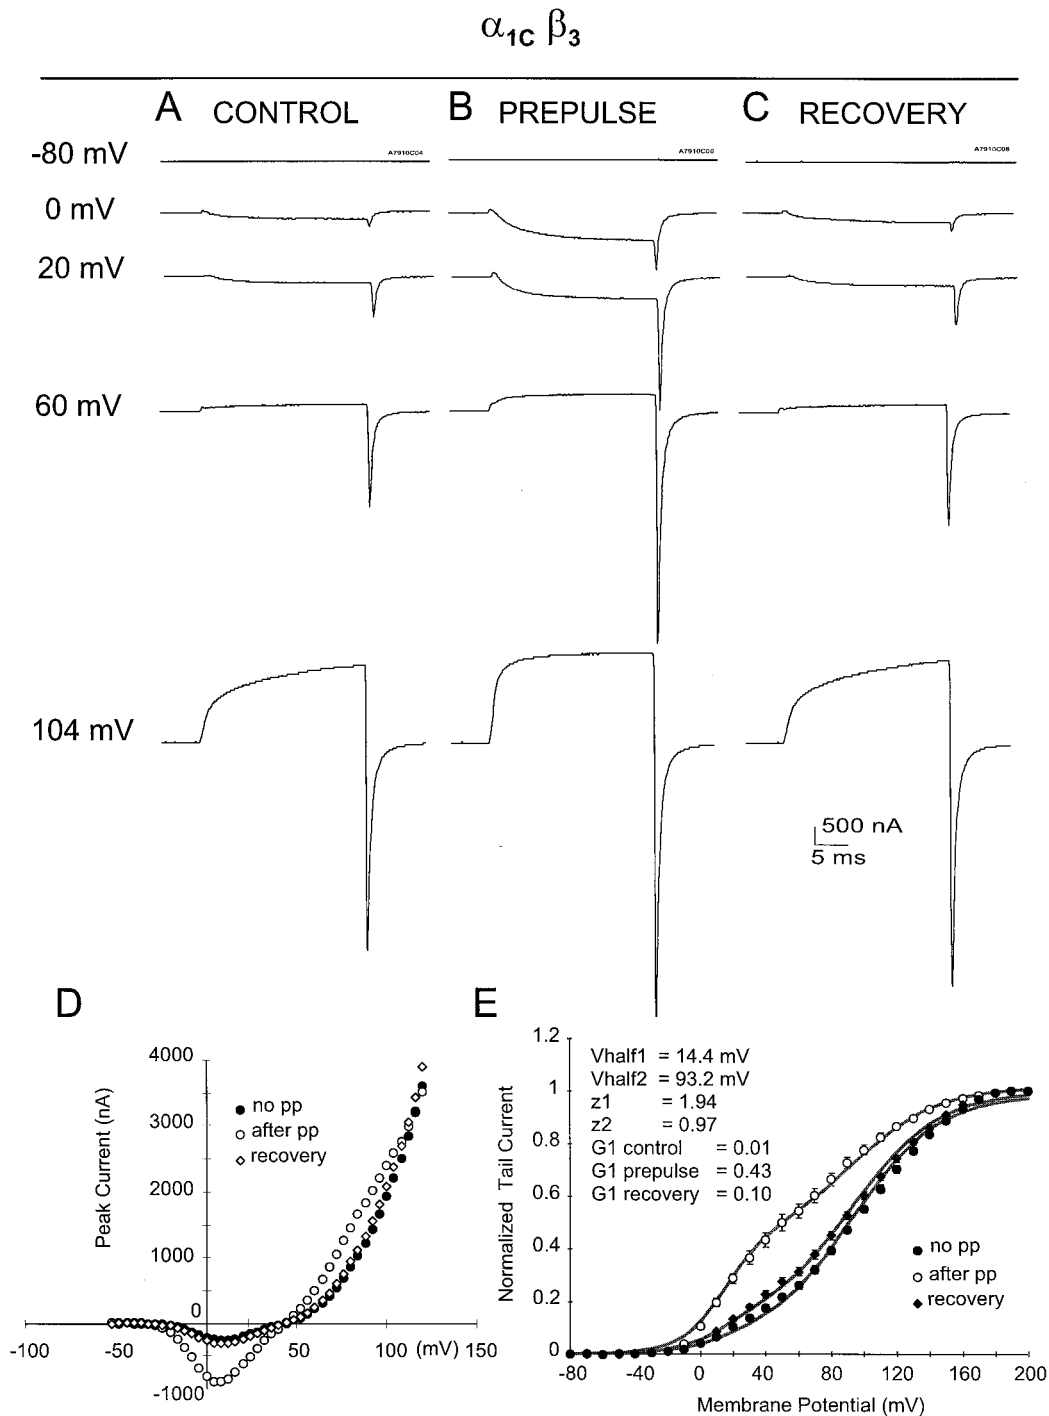 α1C β3
A CONTROL B PREPULSE C RECOVERY
-80 mV
A7910C04 A7910C06 A7910C08
0 mV
20 mV
60 mV
104 mV
500 nA
5 ms
D
Peak Current (nA)
4000
3000
2000
1000
0
-1000
-100 -50 50 100 (mV) 150
no pp
after pp
recovery
E
Normalized Tail Current
1.2
1
0.8
0.6
0.4
0.2
0
Vhalf1 = 14.4 mV
Vhalf2 = 93.2 mV
z1 = 1.94
z2 = 0.97
G1 control = 0.01
G1 prepulse = 0.43
G1 recovery = 0.10
no pp
after pp
recovery
-80 -40 0 40 80 120 160 200
Membrane Potential (mV)